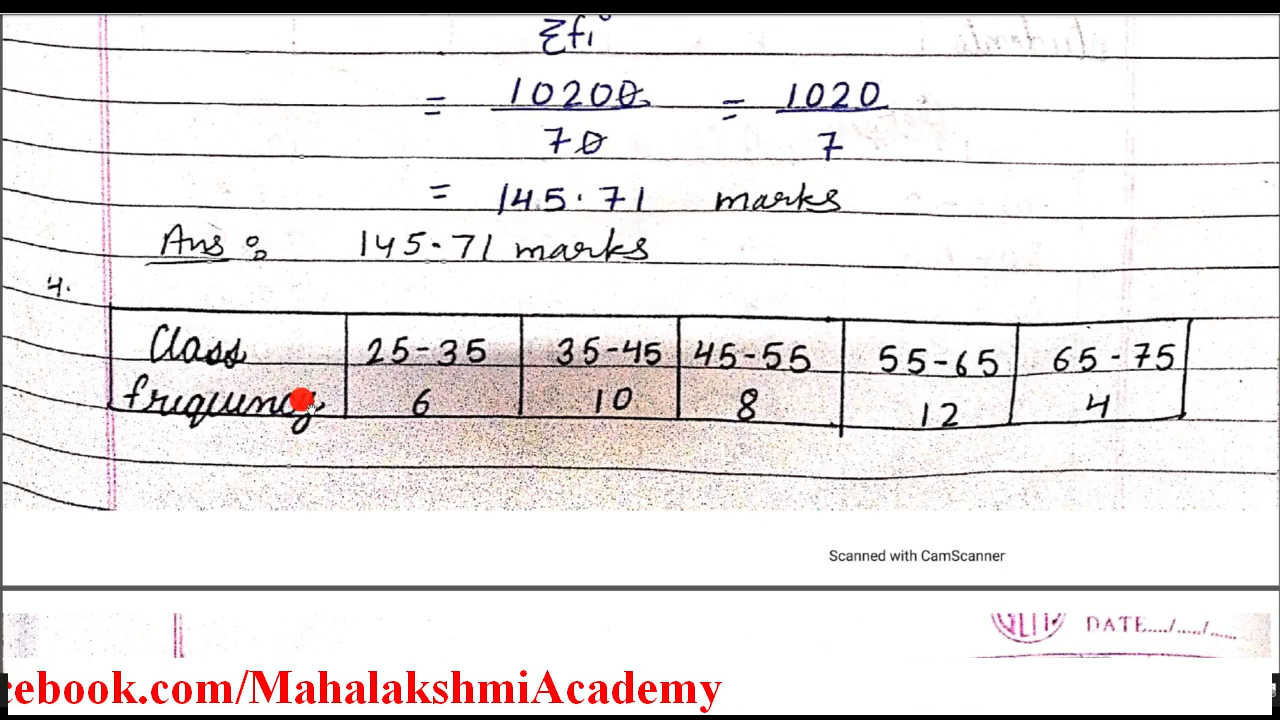 Σfi
= 10200 / 70 = 1020 / 7
= 145.71 marks
Ans : 145.71 marks
4.
Class 25-35 35-45 45-55 55-65 65-75
friquency 6 10 8 12 4
Scanned with CamScanner
DATE..../...../......
cebook.com/MahalakshmiAcademy